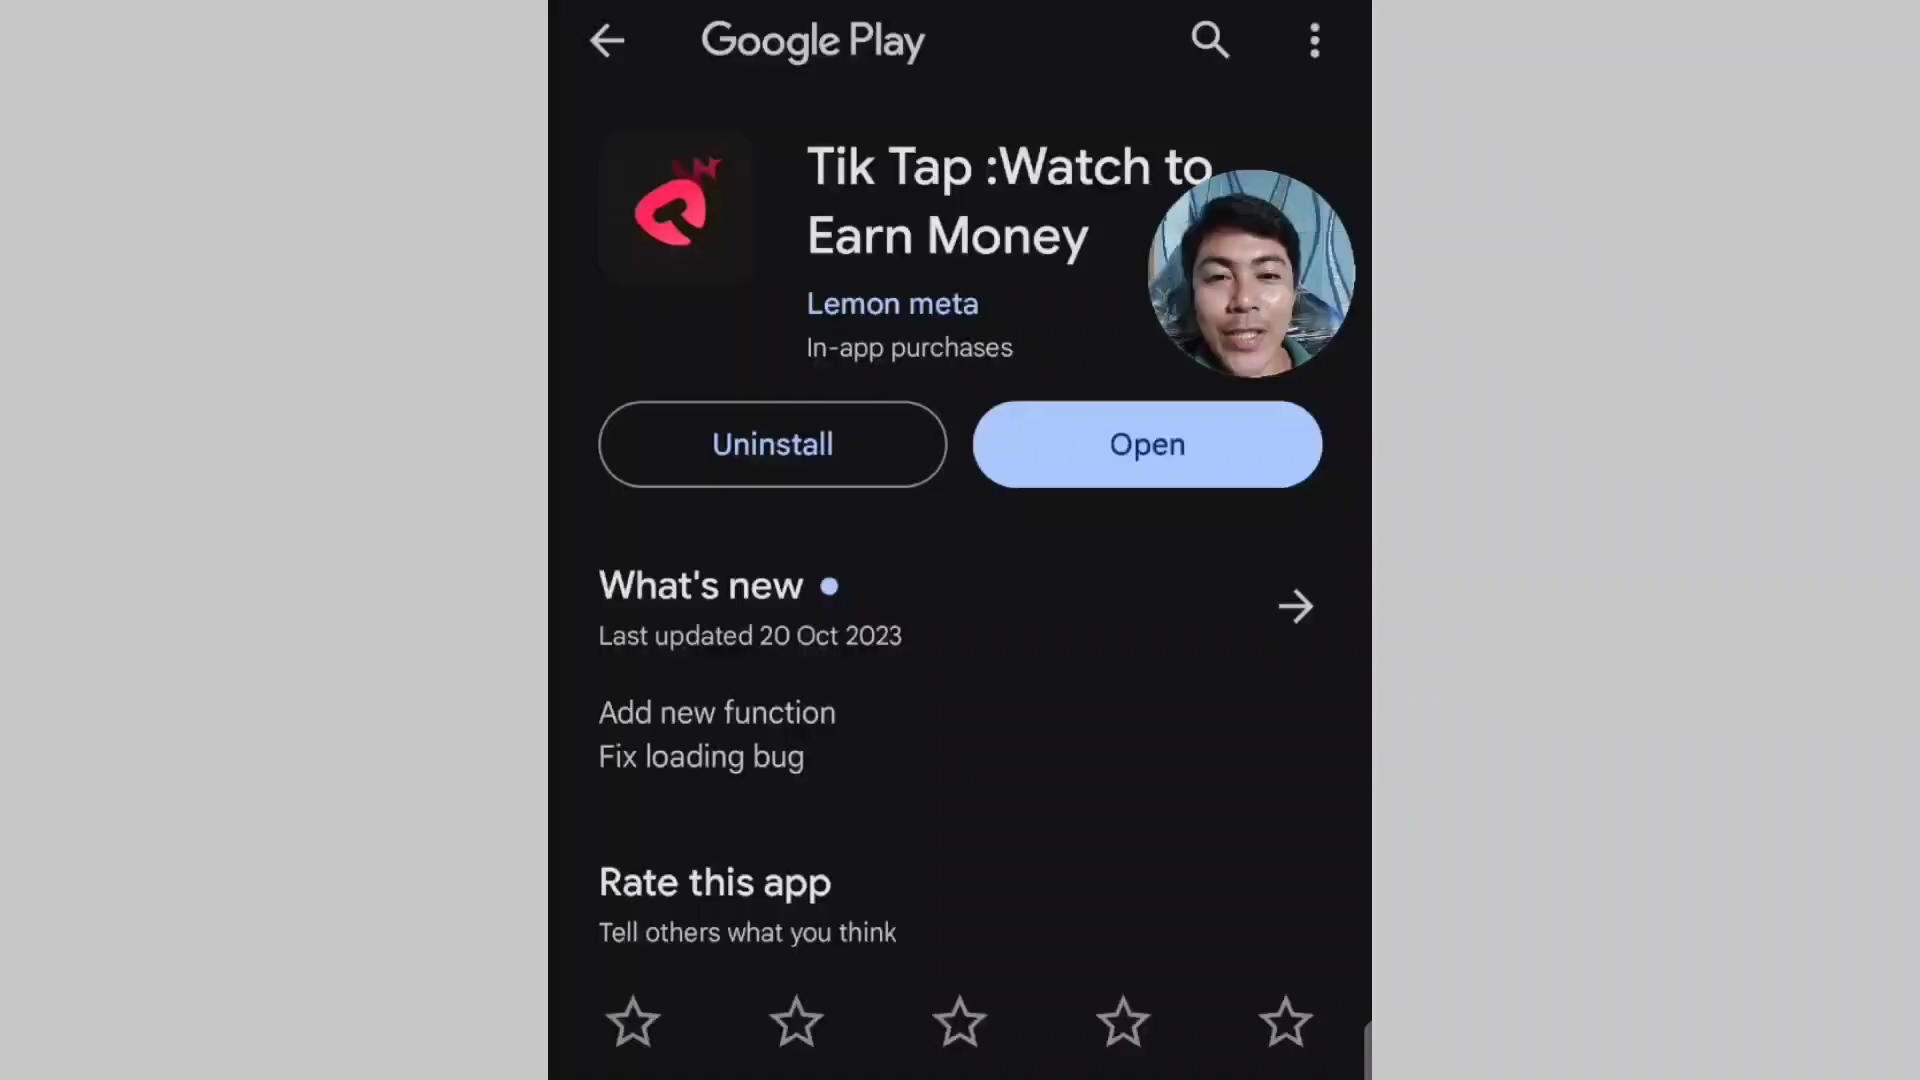 Google Play
Tik Tap :Watch to
Earn Money
Lemon meta
In-app purchases
Uninstall
Open
What's new
Last updated 20 Oct 2023
Add new function
Fix loading bug
Rate this app
Tell others what you think